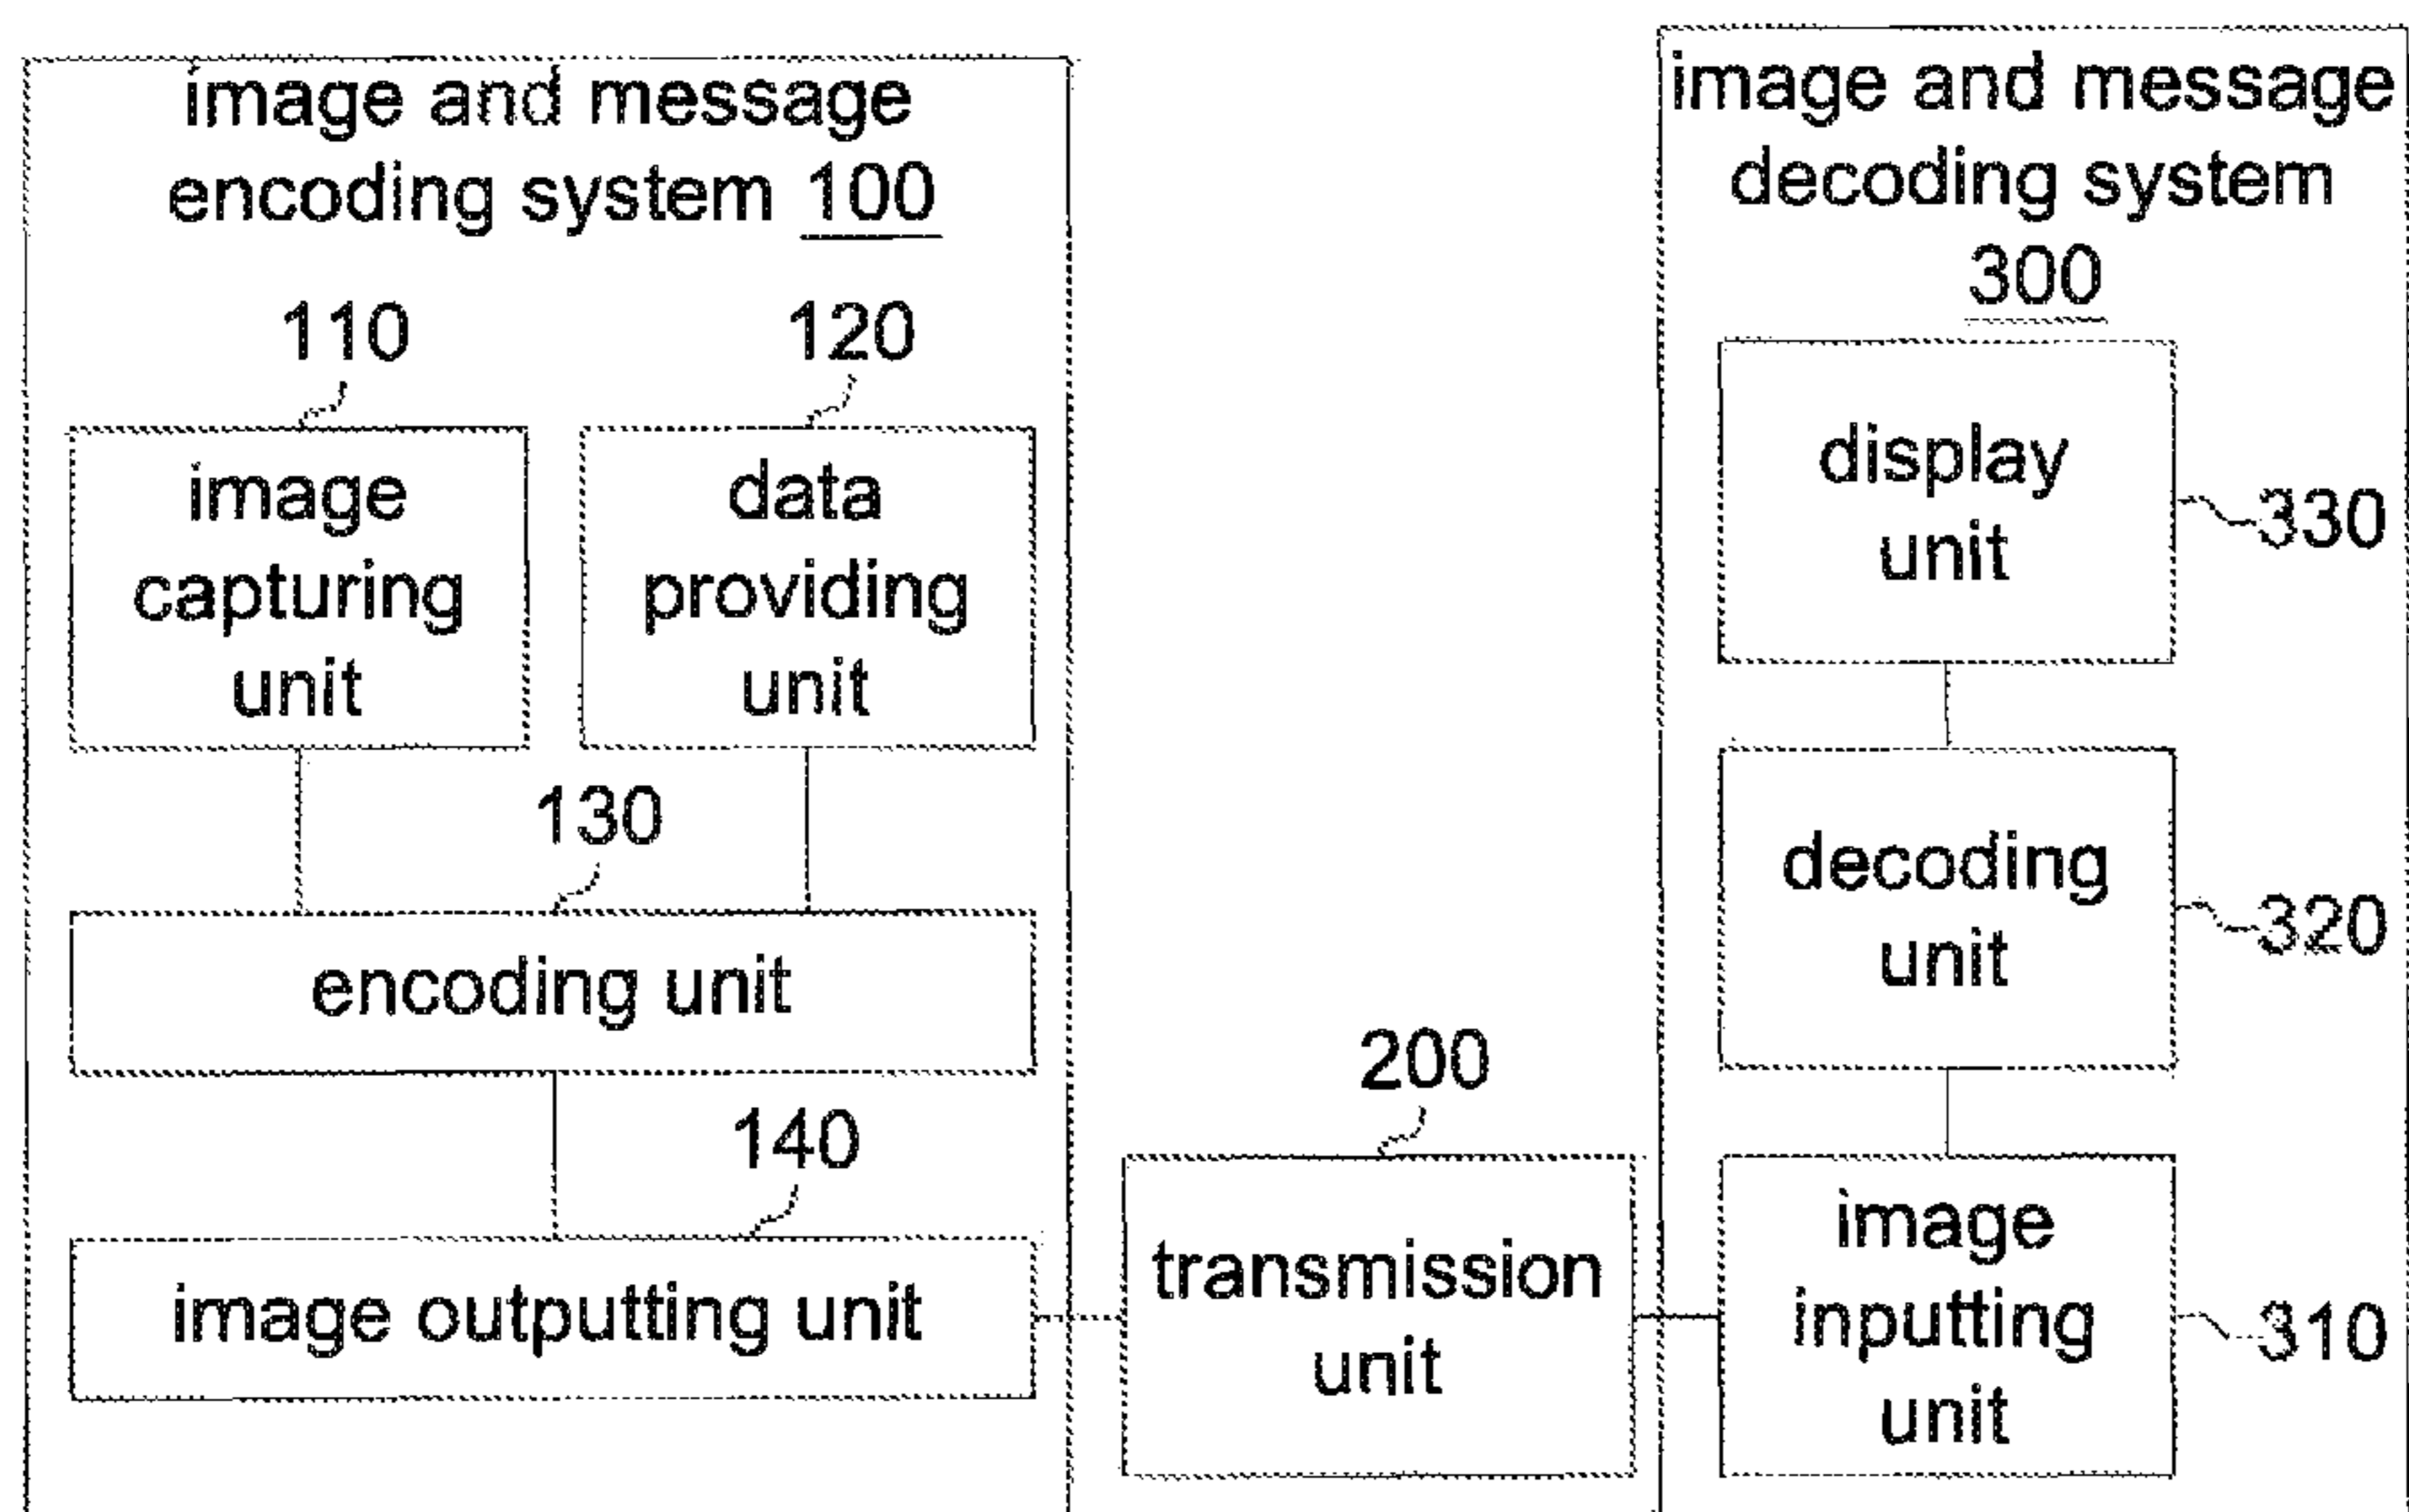 image and message
encoding system 100
110
120
image
capturing
unit
data
providing
unit
130
encoding unit
140
image outputting unit
200
transmission
unit
image and message
decoding system
300
display
unit
330
decoding
unit
320
image
inputting
unit
310